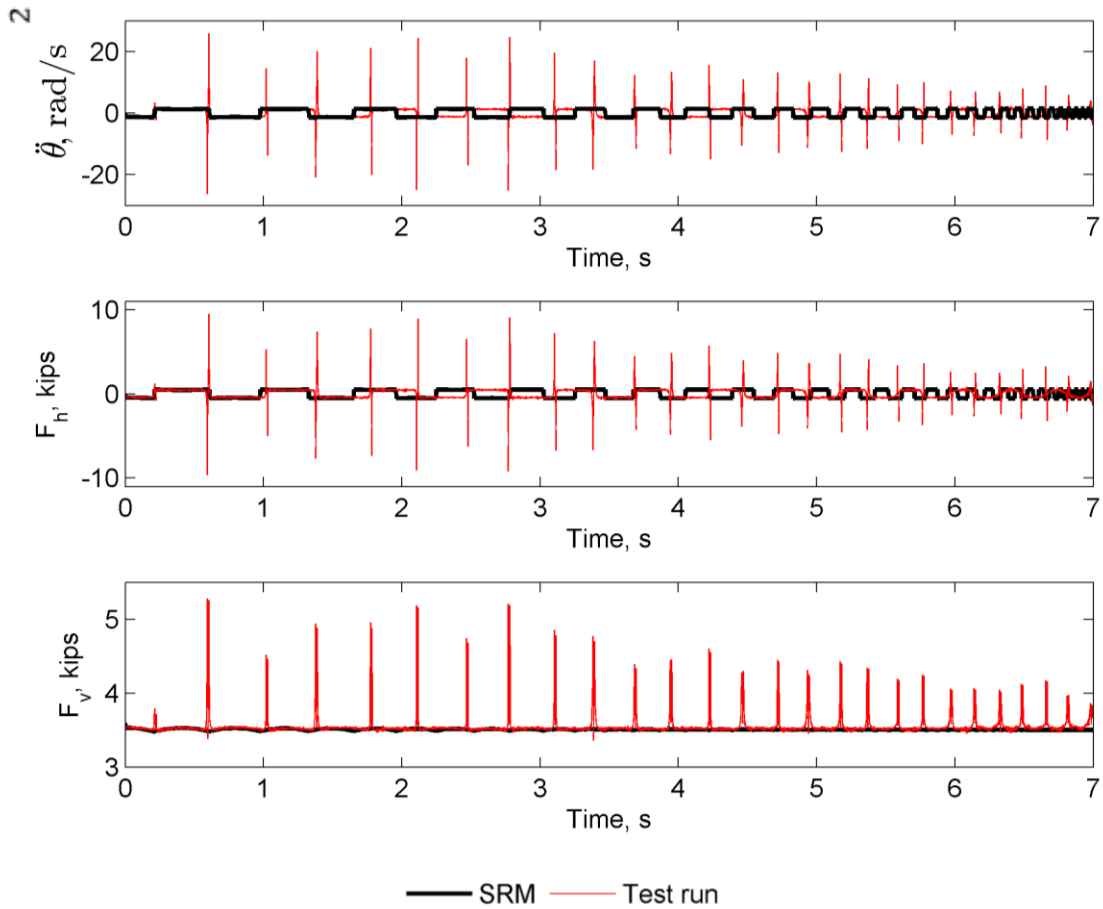 2
θ̈, rad/s
20
0
-20
0 1 2 3 4 5 6 7
Time, s
F_h, kips
10
0
-10
0 1 2 3 4 5 6 7
Time, s
F_v, kips
5
4
3
0 1 2 3 4 5 6 7
Time, s
SRM Test run